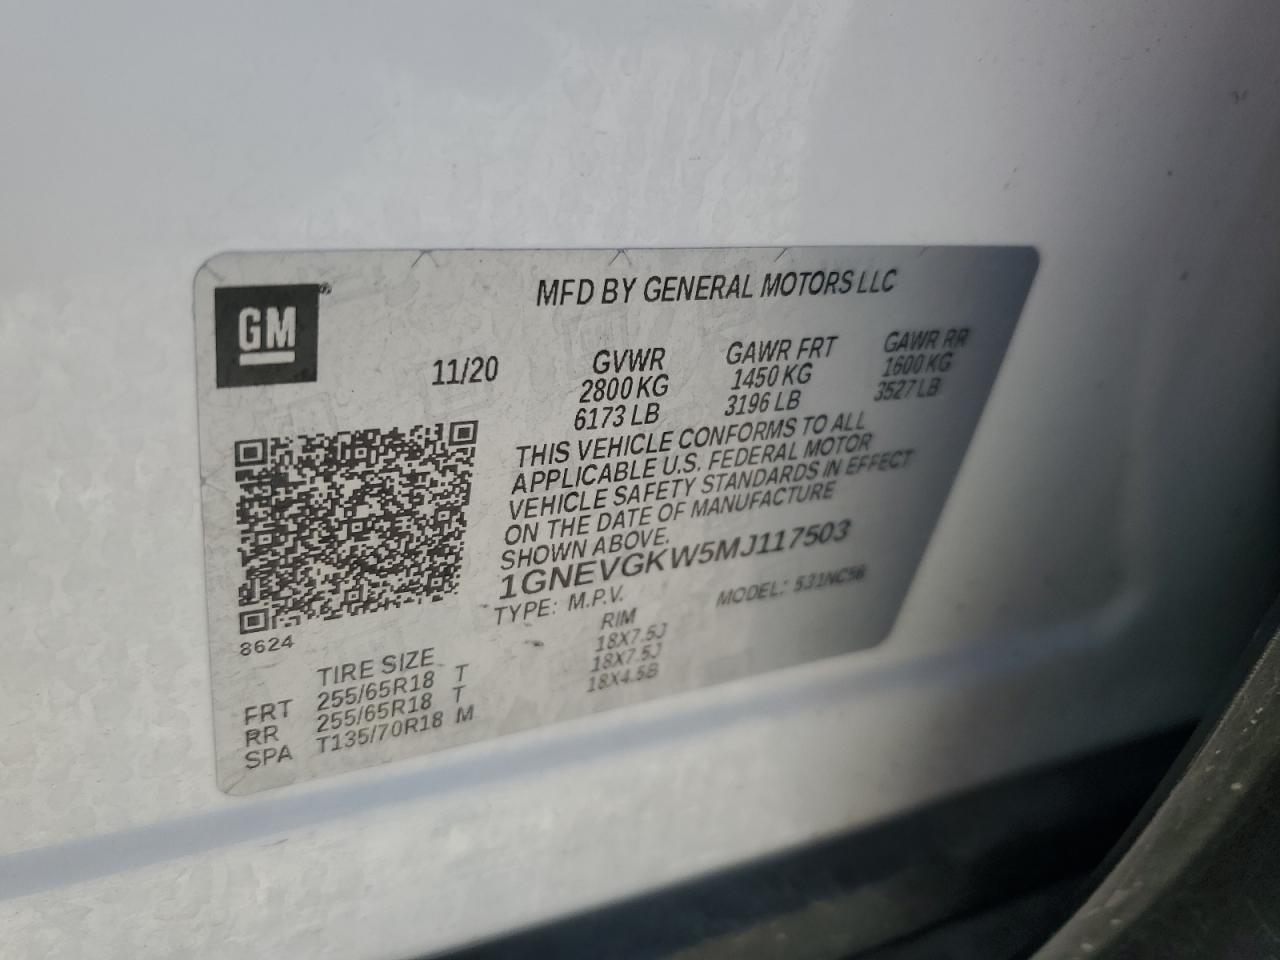 GM
MFD BY GENERAL MOTORS LLC
11/20
GVWR GAWR FRT GAWR RR
2800 KG 1450 KG 1600 KG
6173 LB 3196 LB 3527 LB
THIS VEHICLE CONFORMS TO ALL
APPLICABLE U.S. FEDERAL MOTOR
VEHICLE SAFETY STANDARDS IN EFFECT
ON THE DATE OF MANUFACTURE
SHOWN ABOVE.
1GNEVGKW5MJ117503
TYPE: M.P.V. MODEL: 531NC56
8624
TIRE SIZE RIM
FRT 255/65R18 T 18X7.5J
RR 255/65R18 T 18X7.5J
SPA T135/70R18 M 18X4.5B